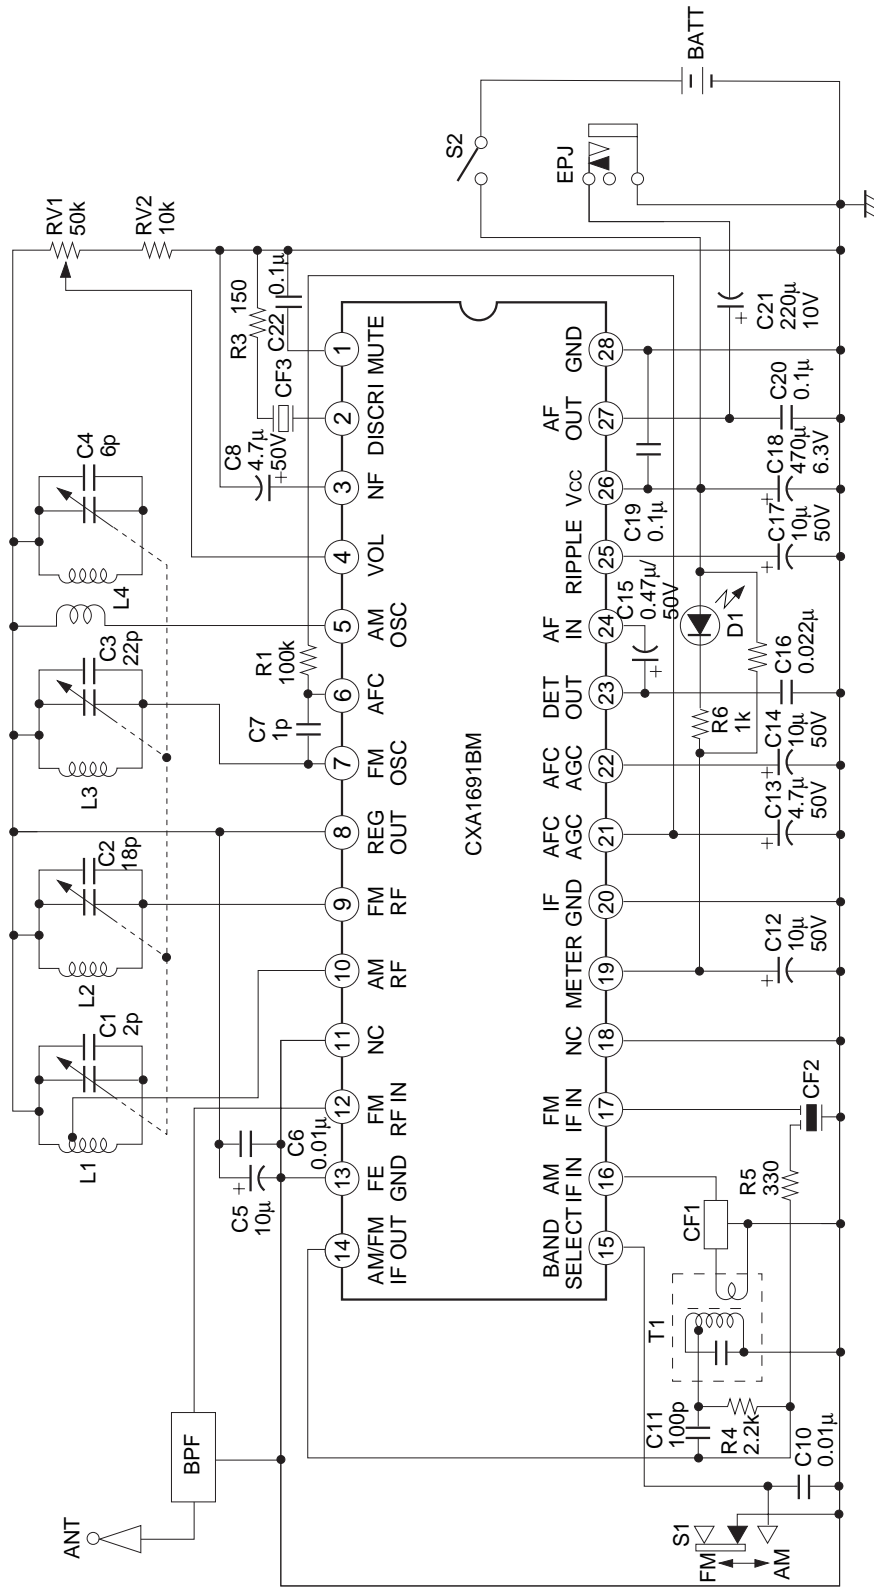 ANT
BPF
L1
C1
2p
L2
C2
18p
L3
C3
22p
L4
C4
6p
RV1
50k
RV2
10k
C5
10µ
+
C6
0.01µ
C7
1p
R1
100k
C8
4.7µ
+50V
R3
150
CF3
C22
0.1µ
14
13
12
11
10
9
8
7
6
5
4
3
2
1
AM/FM
IF OUT
FE
GND
FM
RF IN
NC
AM
RF
FM
RF
REG
OUT
FM
OSC
AFC
AM
OSC
VOL
NF
DISCRI
MUTE
CXA1691BM
BAND
SELECT
AM
IF IN
FM
IF IN
NC
METER
IF
GND
AFC
AGC
AFC
AGC
DET
OUT
AF
IN
RIPPLE
VCC
AF
OUT
GND
15
16
17
18
19
20
21
22
23
24
25
26
27
28
S1
FM
AM
C10
0.01µ
C11
100p
R4
2.2k
T1
CF1
R5
330
CF2
C12
10µ
50V
+
C13
4.7µ
50V
+
C14
10µ
50V
+
R6
1k
D1
C16
0.022µ
C15
0.47µ/
50V
+
C17
10µ
50V
+
C18
470µ
6.3V
+
C19
0.1µ
C20
0.1µ
C21
220µ
10V
+
S2
EPJ
BATT